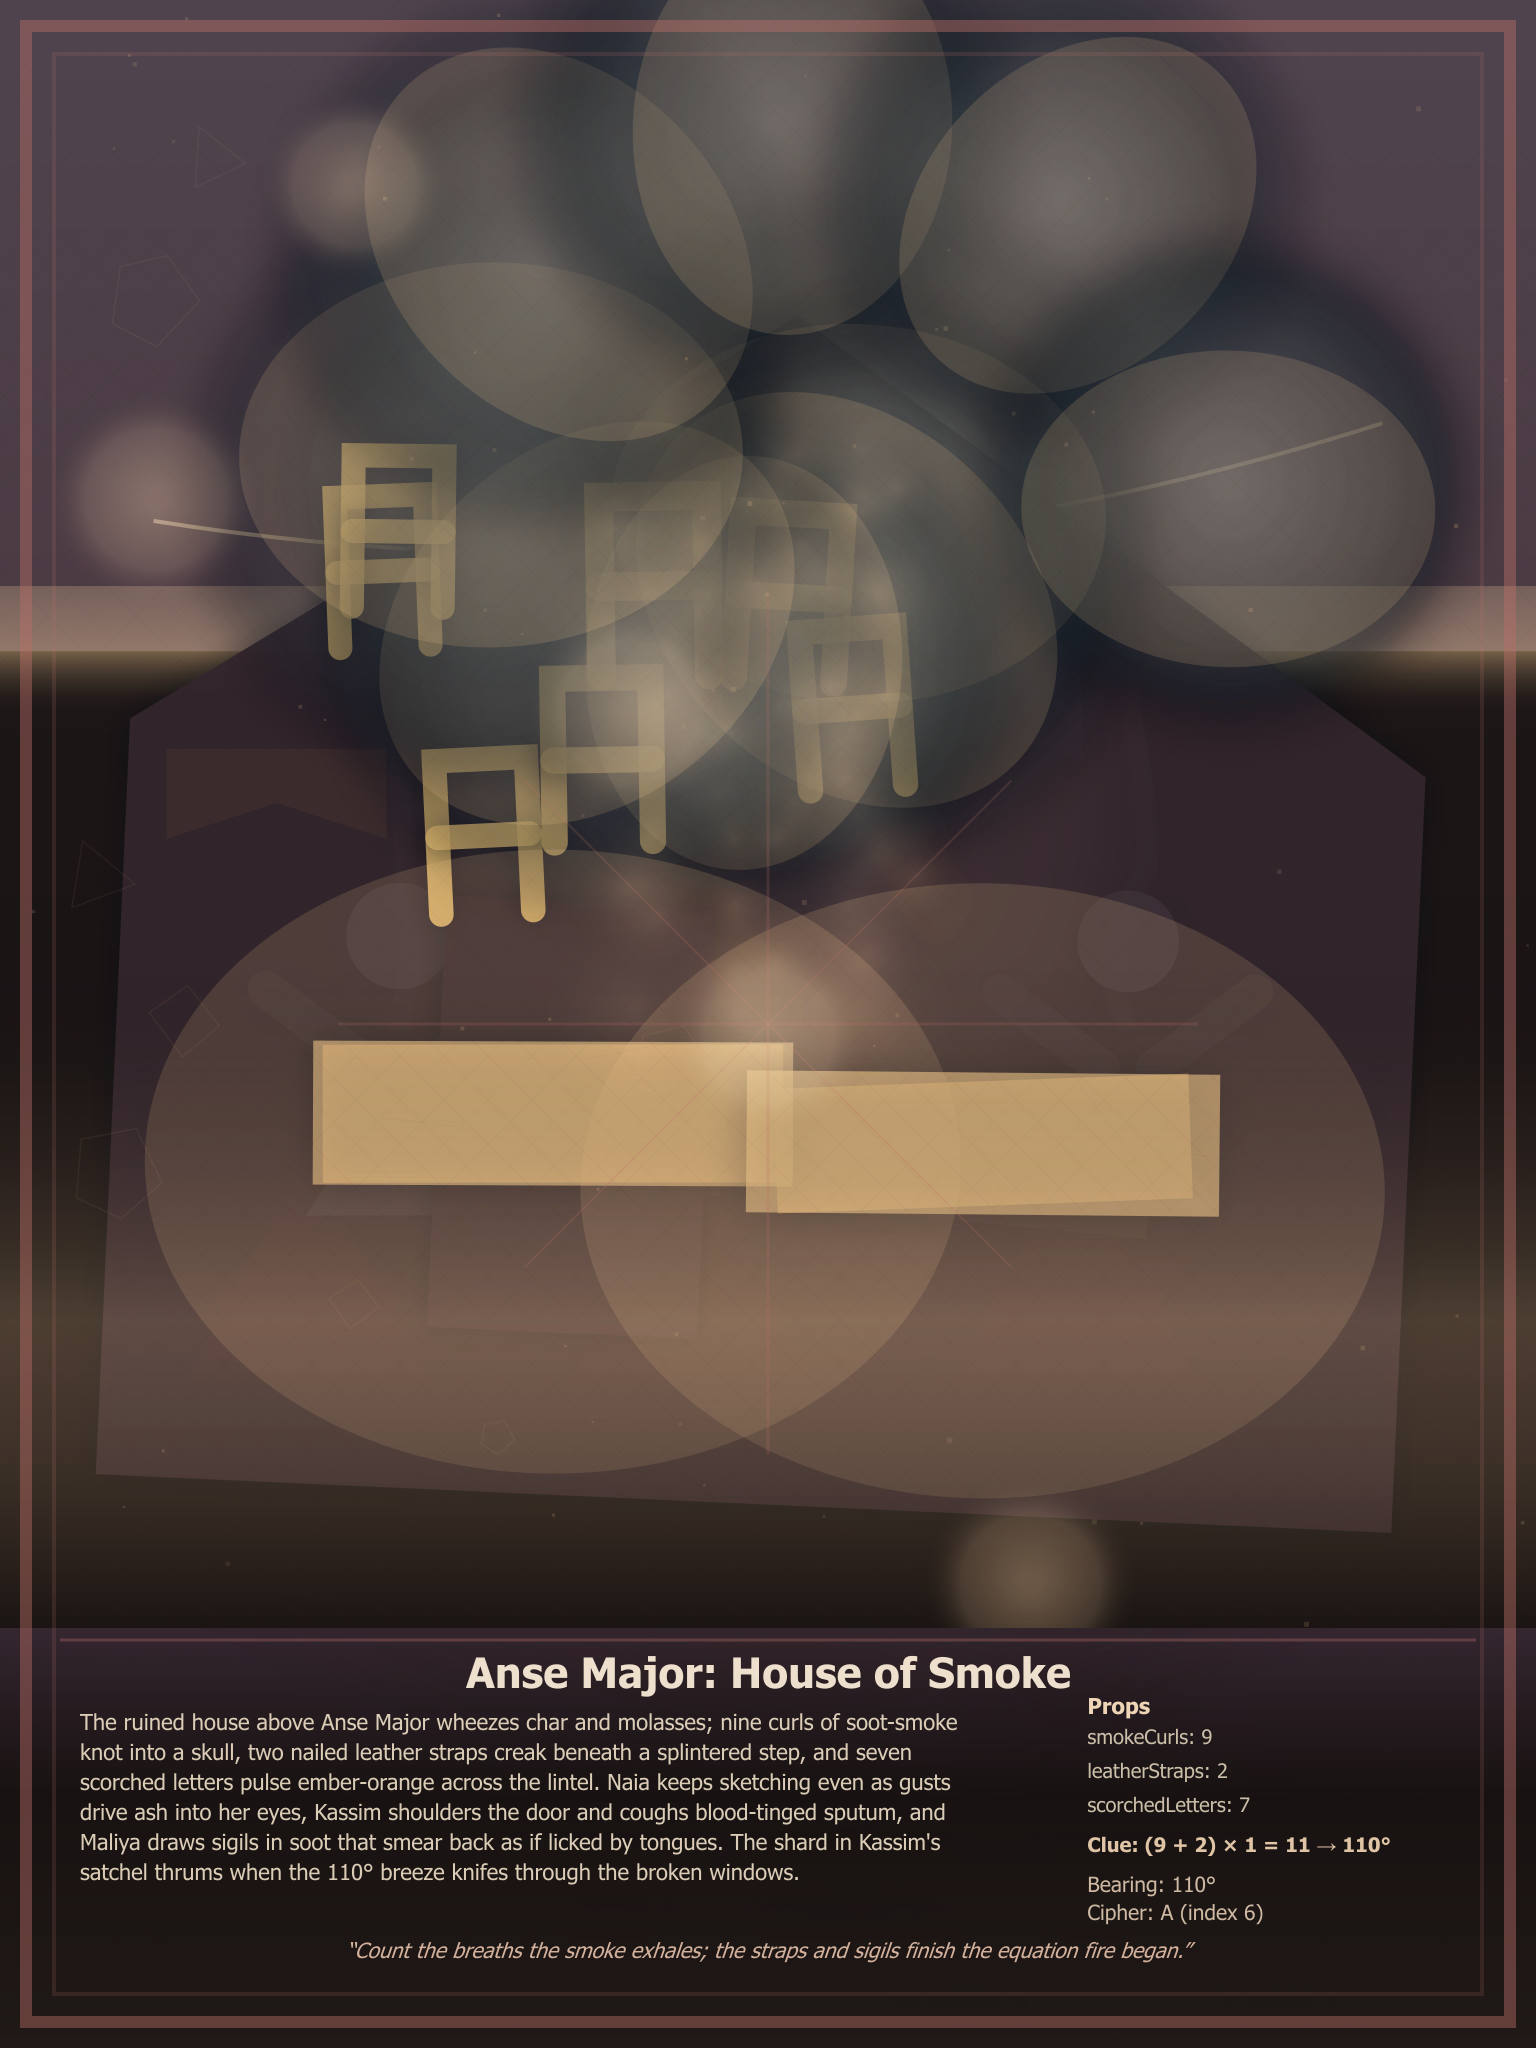 Anse Major: House of Smoke
The ruined house above Anse Major wheezes char and molasses; nine curls of soot-smoke
knot into a skull, two nailed leather straps creak beneath a splintered step, and seven
scorched letters pulse ember-orange across the lintel. Naia keeps sketching even as gusts
drive ash into her eyes, Kassim shoulders the door and coughs blood-tinged sputum, and
Maliya draws sigils in soot that smear back as if licked by tongues. The shard in Kassim's
satchel thrums when the 110° breeze knifes through the broken windows.
Props
smokeCurls: 9
leatherStraps: 2
scorchedLetters: 7
Clue: (9 + 2) × 1 = 11 → 110°
Bearing: 110°
Cipher: A (index 6)
“Count the breaths the smoke exhales; the straps and sigils finish the equation fire began.”